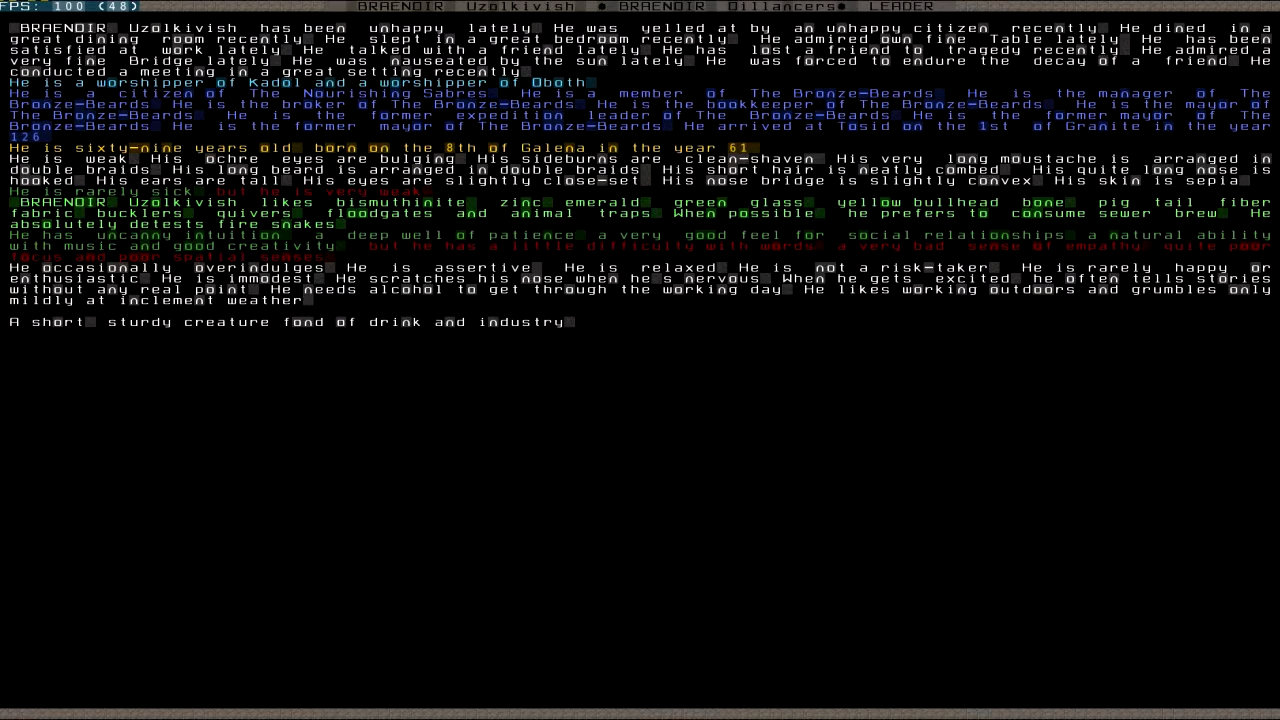 FPS: 100 (48) BRAENOIR Uzolkivish ● BRAENOIR Oillancers● LEADER
BRAENOIR Uzolkivish has been unhappy lately He was yelled at by an unhappy citizen recently He dined in a
great dining room recently He slept in a great bedroom recently He admired own fine Table lately He has been
satisfied at work lately He talked with a friend lately He has lost a friend to tragedy recently He admired a
very fine Bridge lately He was nauseated by the sun lately He was forced to endure the decay of a friend He
conducted a meeting in a great setting recently
He is a worshipper of Kadol and a worshipper of Oboth
He is a citizen of The Nourishing Sabres He is a member of The Bronze-Beards He is the manager of The
Bronze-Beards He is the broker of The Bronze-Beards He is the bookkeeper of The Bronze-Beards He is the mayor of
The Bronze-Beards He is the former expedition leader of The Bronze-Beards He is the former mayor of The
Bronze-Beards He is the former mayor of The Bronze-Beards He arrived at Tosid on the 1st of Granite in the year
126
He is sixty-nine years old born on the 8th of Galena in the year 61
He is weak His ochre eyes are bulging His sideburns are clean-shaven His very long moustache is arranged in
double braids His long beard is arranged in double braids His short hair is neatly combed His quite long nose is
hooked His ears are tall His eyes are slightly close-set His nose bridge is slightly convex His skin is sepia
He is rarely sick but he is very weak
BRAENOIR Uzolkivish likes bismuthinite zinc emerald green glass yellow bullhead bone pig tail fiber
fabric bucklers quivers floodgates and animal traps When possible he prefers to consume sewer brew He
absolutely detests fire snakes
He has uncanny intuition a deep well of patience a very good feel for social relationships a natural ability
with music and good creativity but he has a little difficulty with words a very bad sense of empathy quite poor
focus and poor spatial senses
He occasionally overindulges He is assertive He is relaxed He is not a risk-taker He is rarely happy or
enthusiastic He is immodest He scratches his nose when he's nervous When he gets excited he often tells stories
without any real point He needs alcohol to get through the working day He likes working outdoors and grumbles only
mildly at inclement weather
A short sturdy creature fond of drink and industry